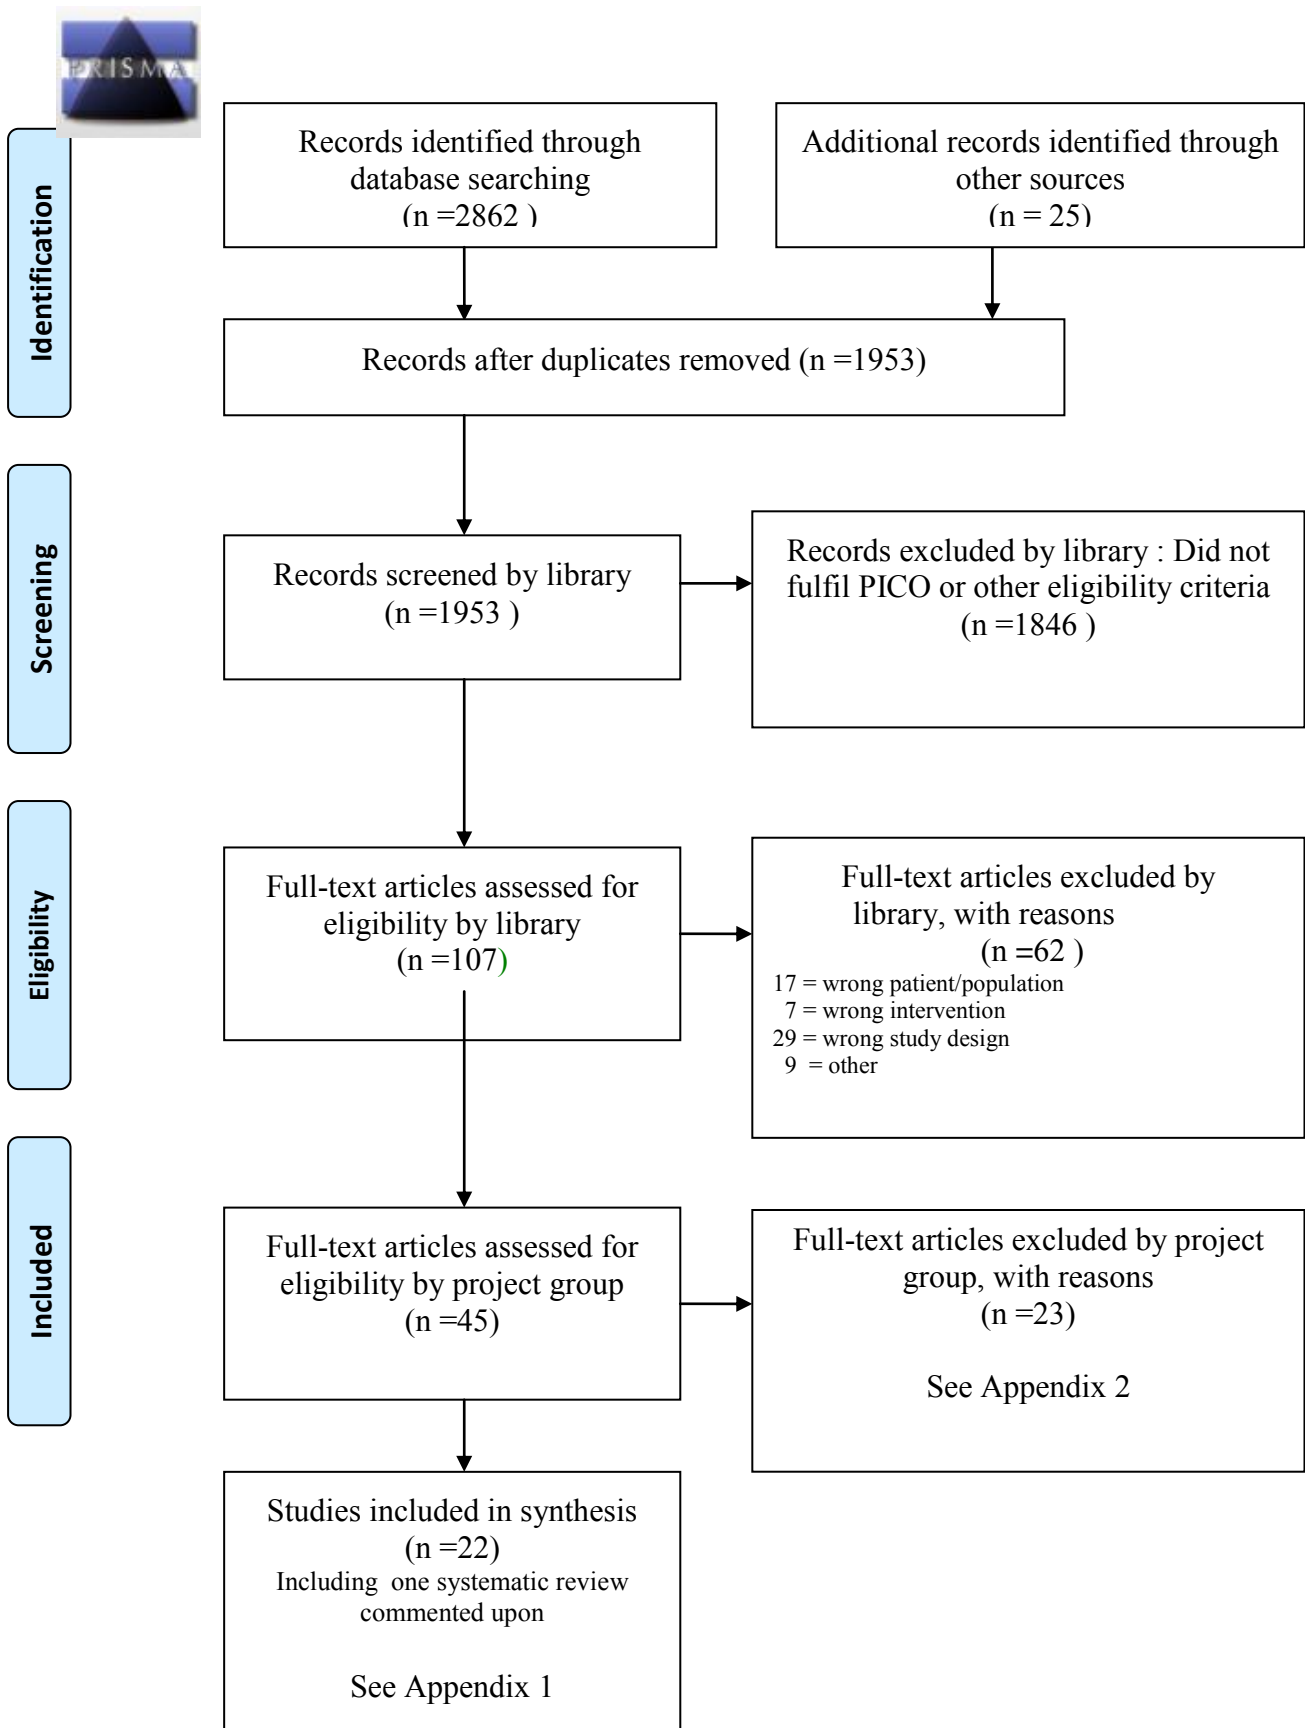 PRISMA
Identification
Records identified through
database searching
(n =2862 )
Additional records identified through
other sources
(n = 25)
Records after duplicates removed (n =1953)
Screening
Records screened by library
(n =1953 )
Records excluded by library : Did not
fulfil PICO or other eligibility criteria
(n =1846 )
Eligibility
Full-text articles assessed for
eligibility by library
(n =107)
Full-text articles excluded by
library, with reasons
(n =62 )
17 = wrong patient/population
7 = wrong intervention
29 = wrong study design
9 = other
Included
Full-text articles assessed for
eligibility by project group
(n =45)
Full-text articles excluded by project
group, with reasons
(n =23)
See Appendix 2
Studies included in synthesis
(n =22)
Including one systematic review
commented upon
See Appendix 1